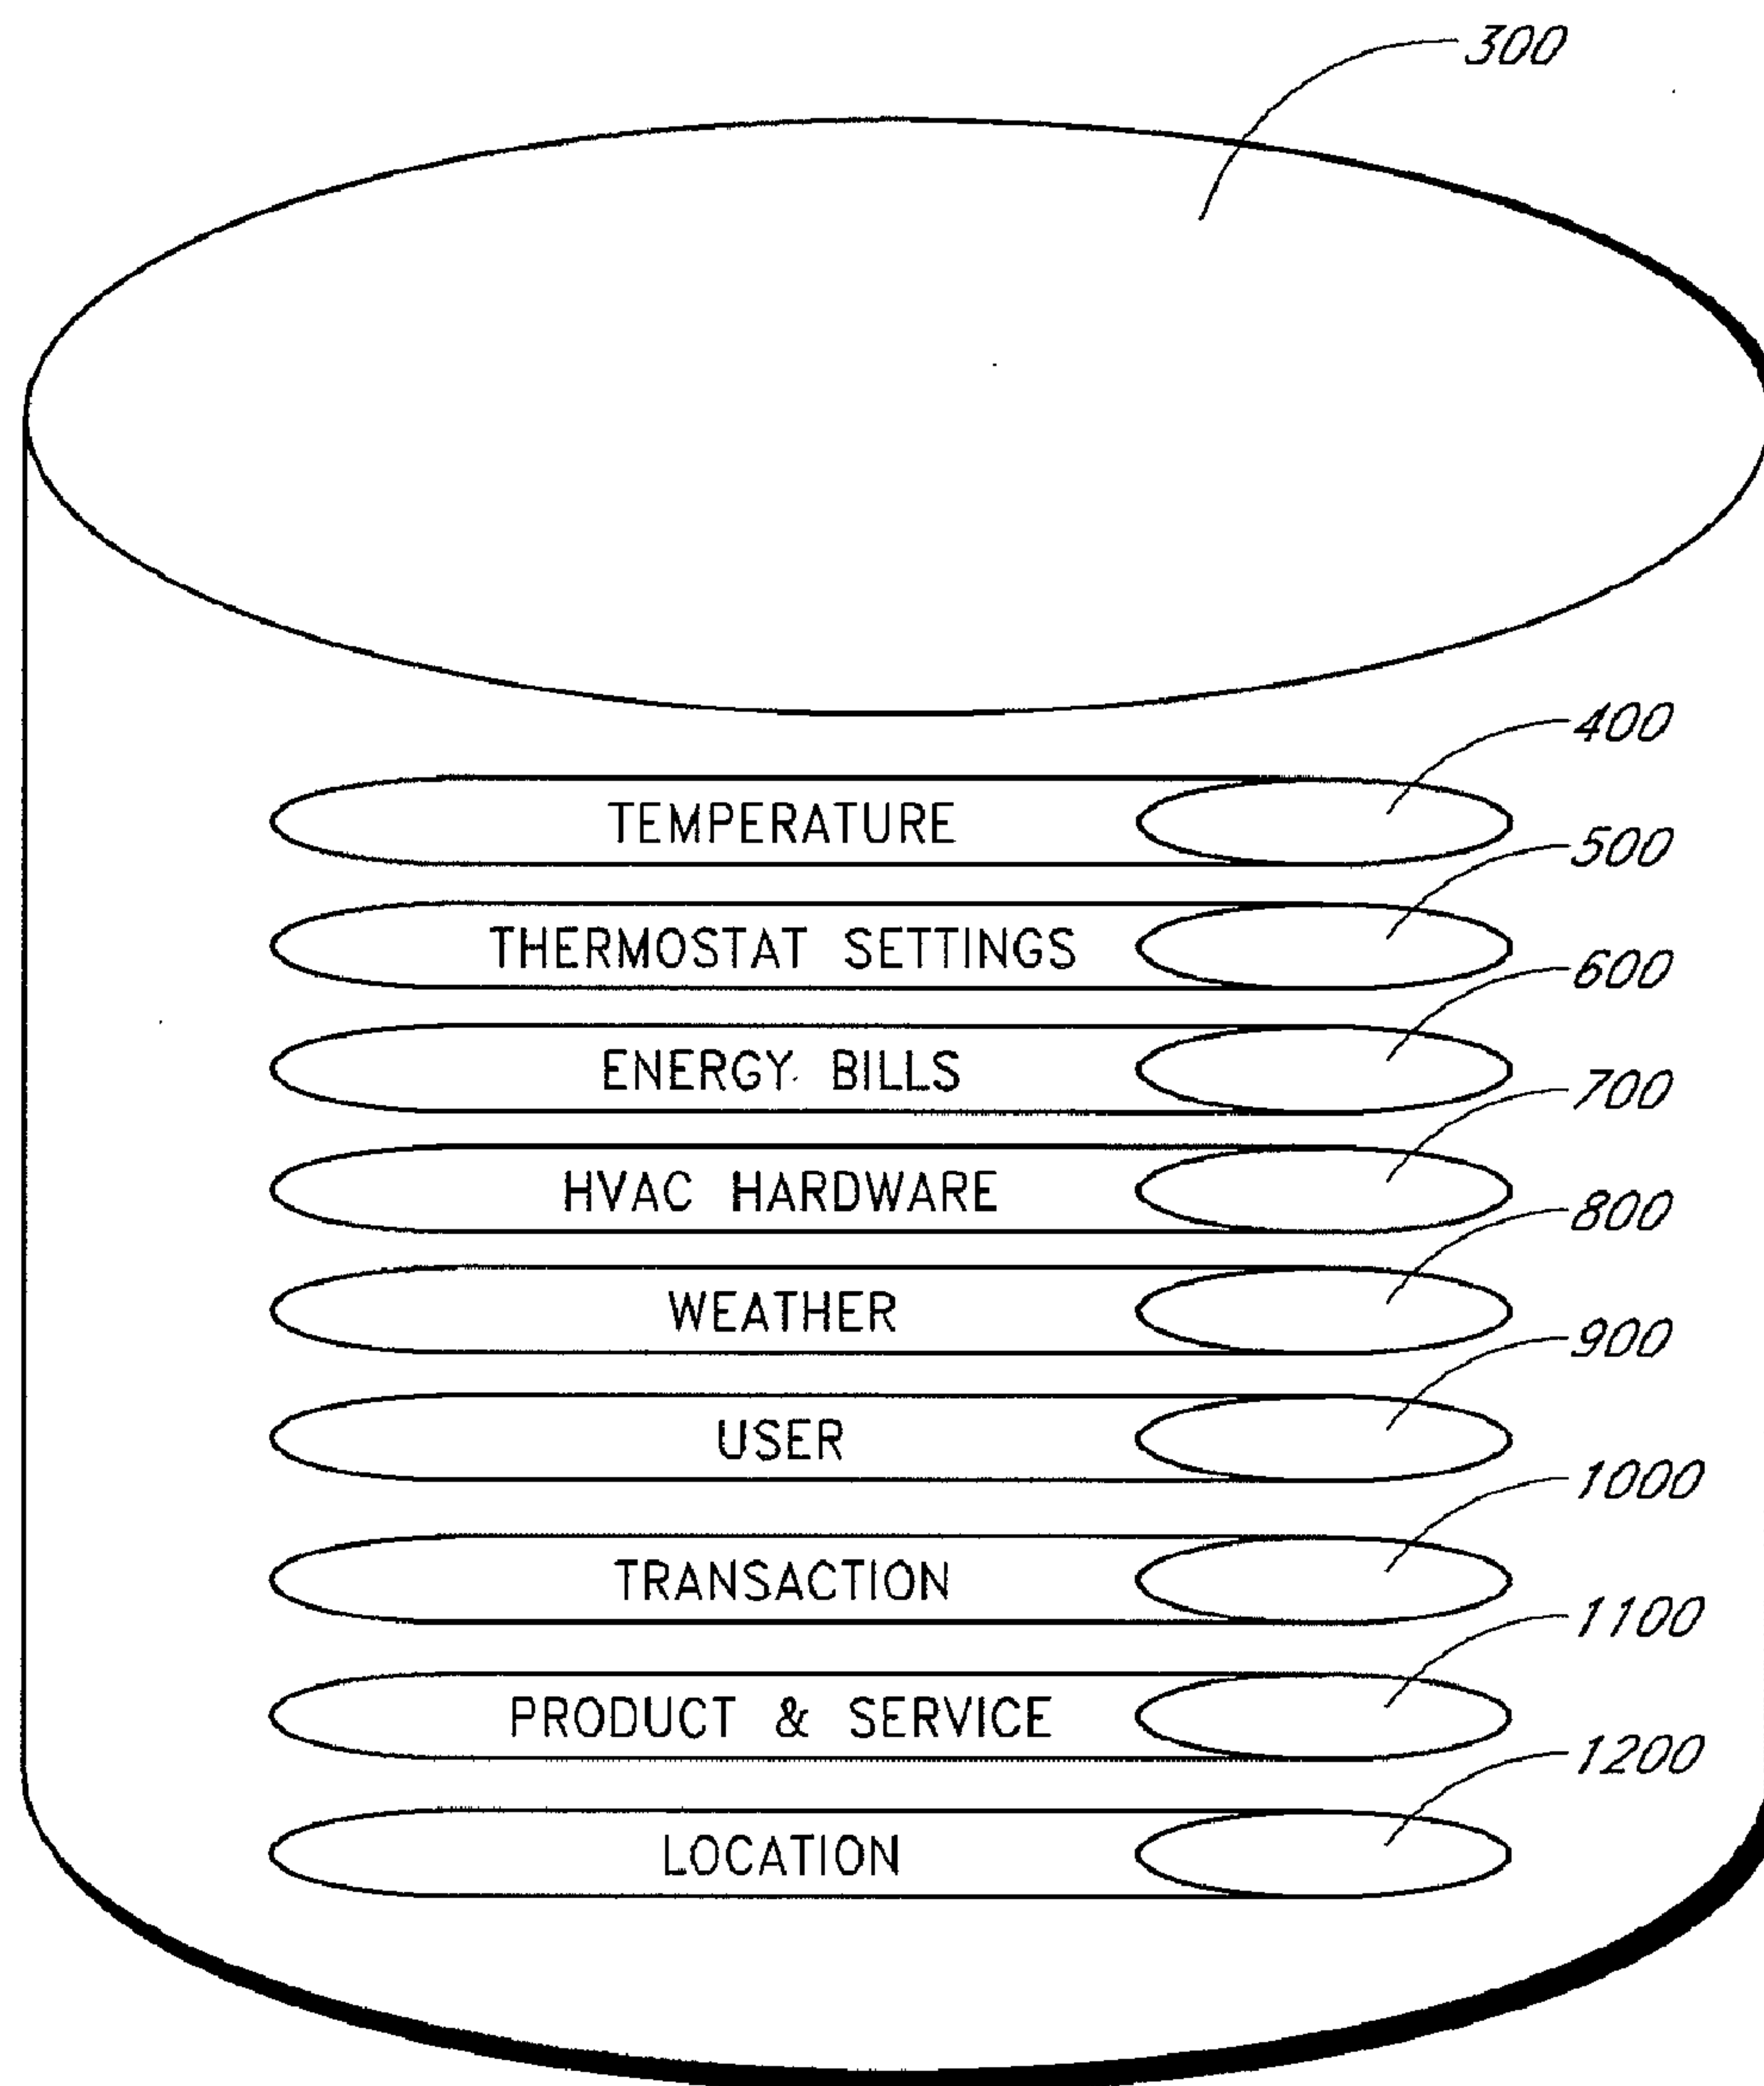 300
400
TEMPERATURE
500
THERMOSTAT SETTINGS
600
ENERGY BILLS
700
HVAC HARDWARE
800
WEATHER
900
USER
1000
TRANSACTION
1100
PRODUCT & SERVICE
1200
LOCATION